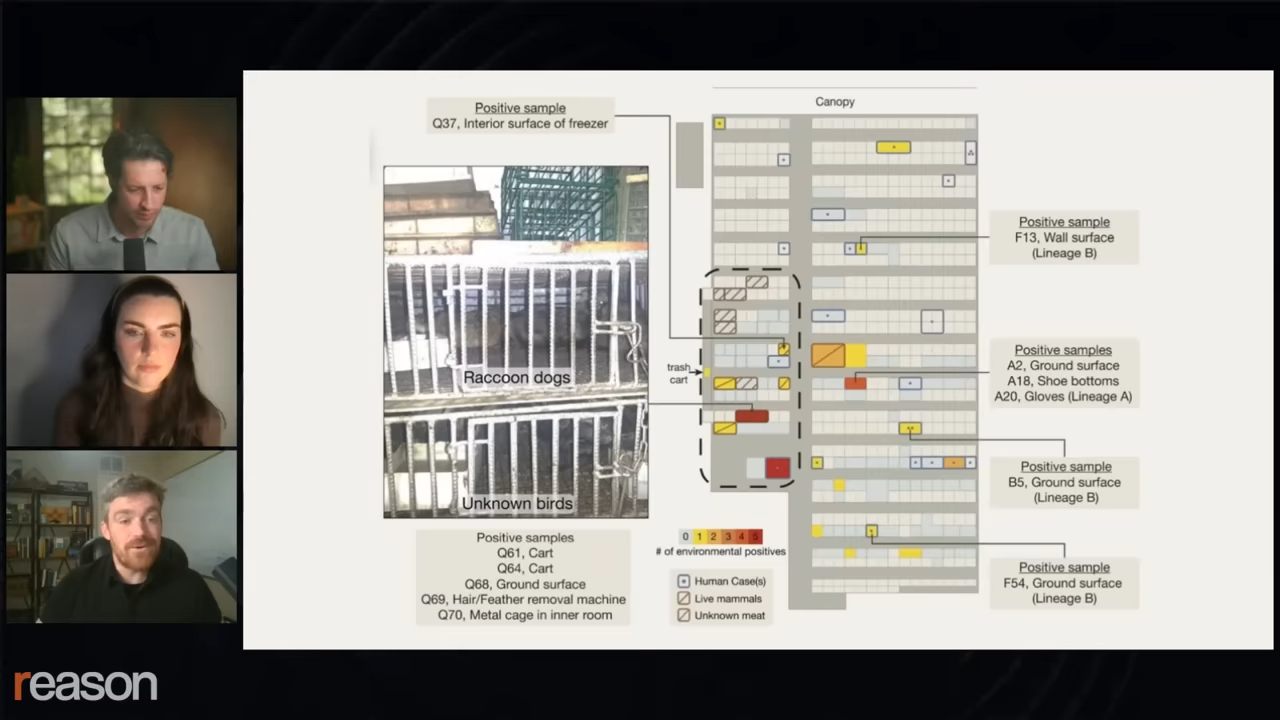 Positive sample
Q37, Interior surface of freezer
Canopy
Positive sample
F13, Wall surface
(Lineage B)
Raccoon dogs
trash
cart
Positive samples
A2, Ground surface
A18, Shoe bottoms
A20, Gloves (Lineage A)
Unknown birds
Positive sample
B5, Ground surface
(Lineage B)
Positive samples
Q61, Cart
Q64, Cart
Q68, Ground surface
Q69, Hair/Feather removal machine
Q70, Metal cage in inner room
0 1 2 3 4 5
# of environmental positives
Human Case(s)
Live mammals
Unknown meat
Positive sample
F54, Ground surface
(Lineage B)
reason